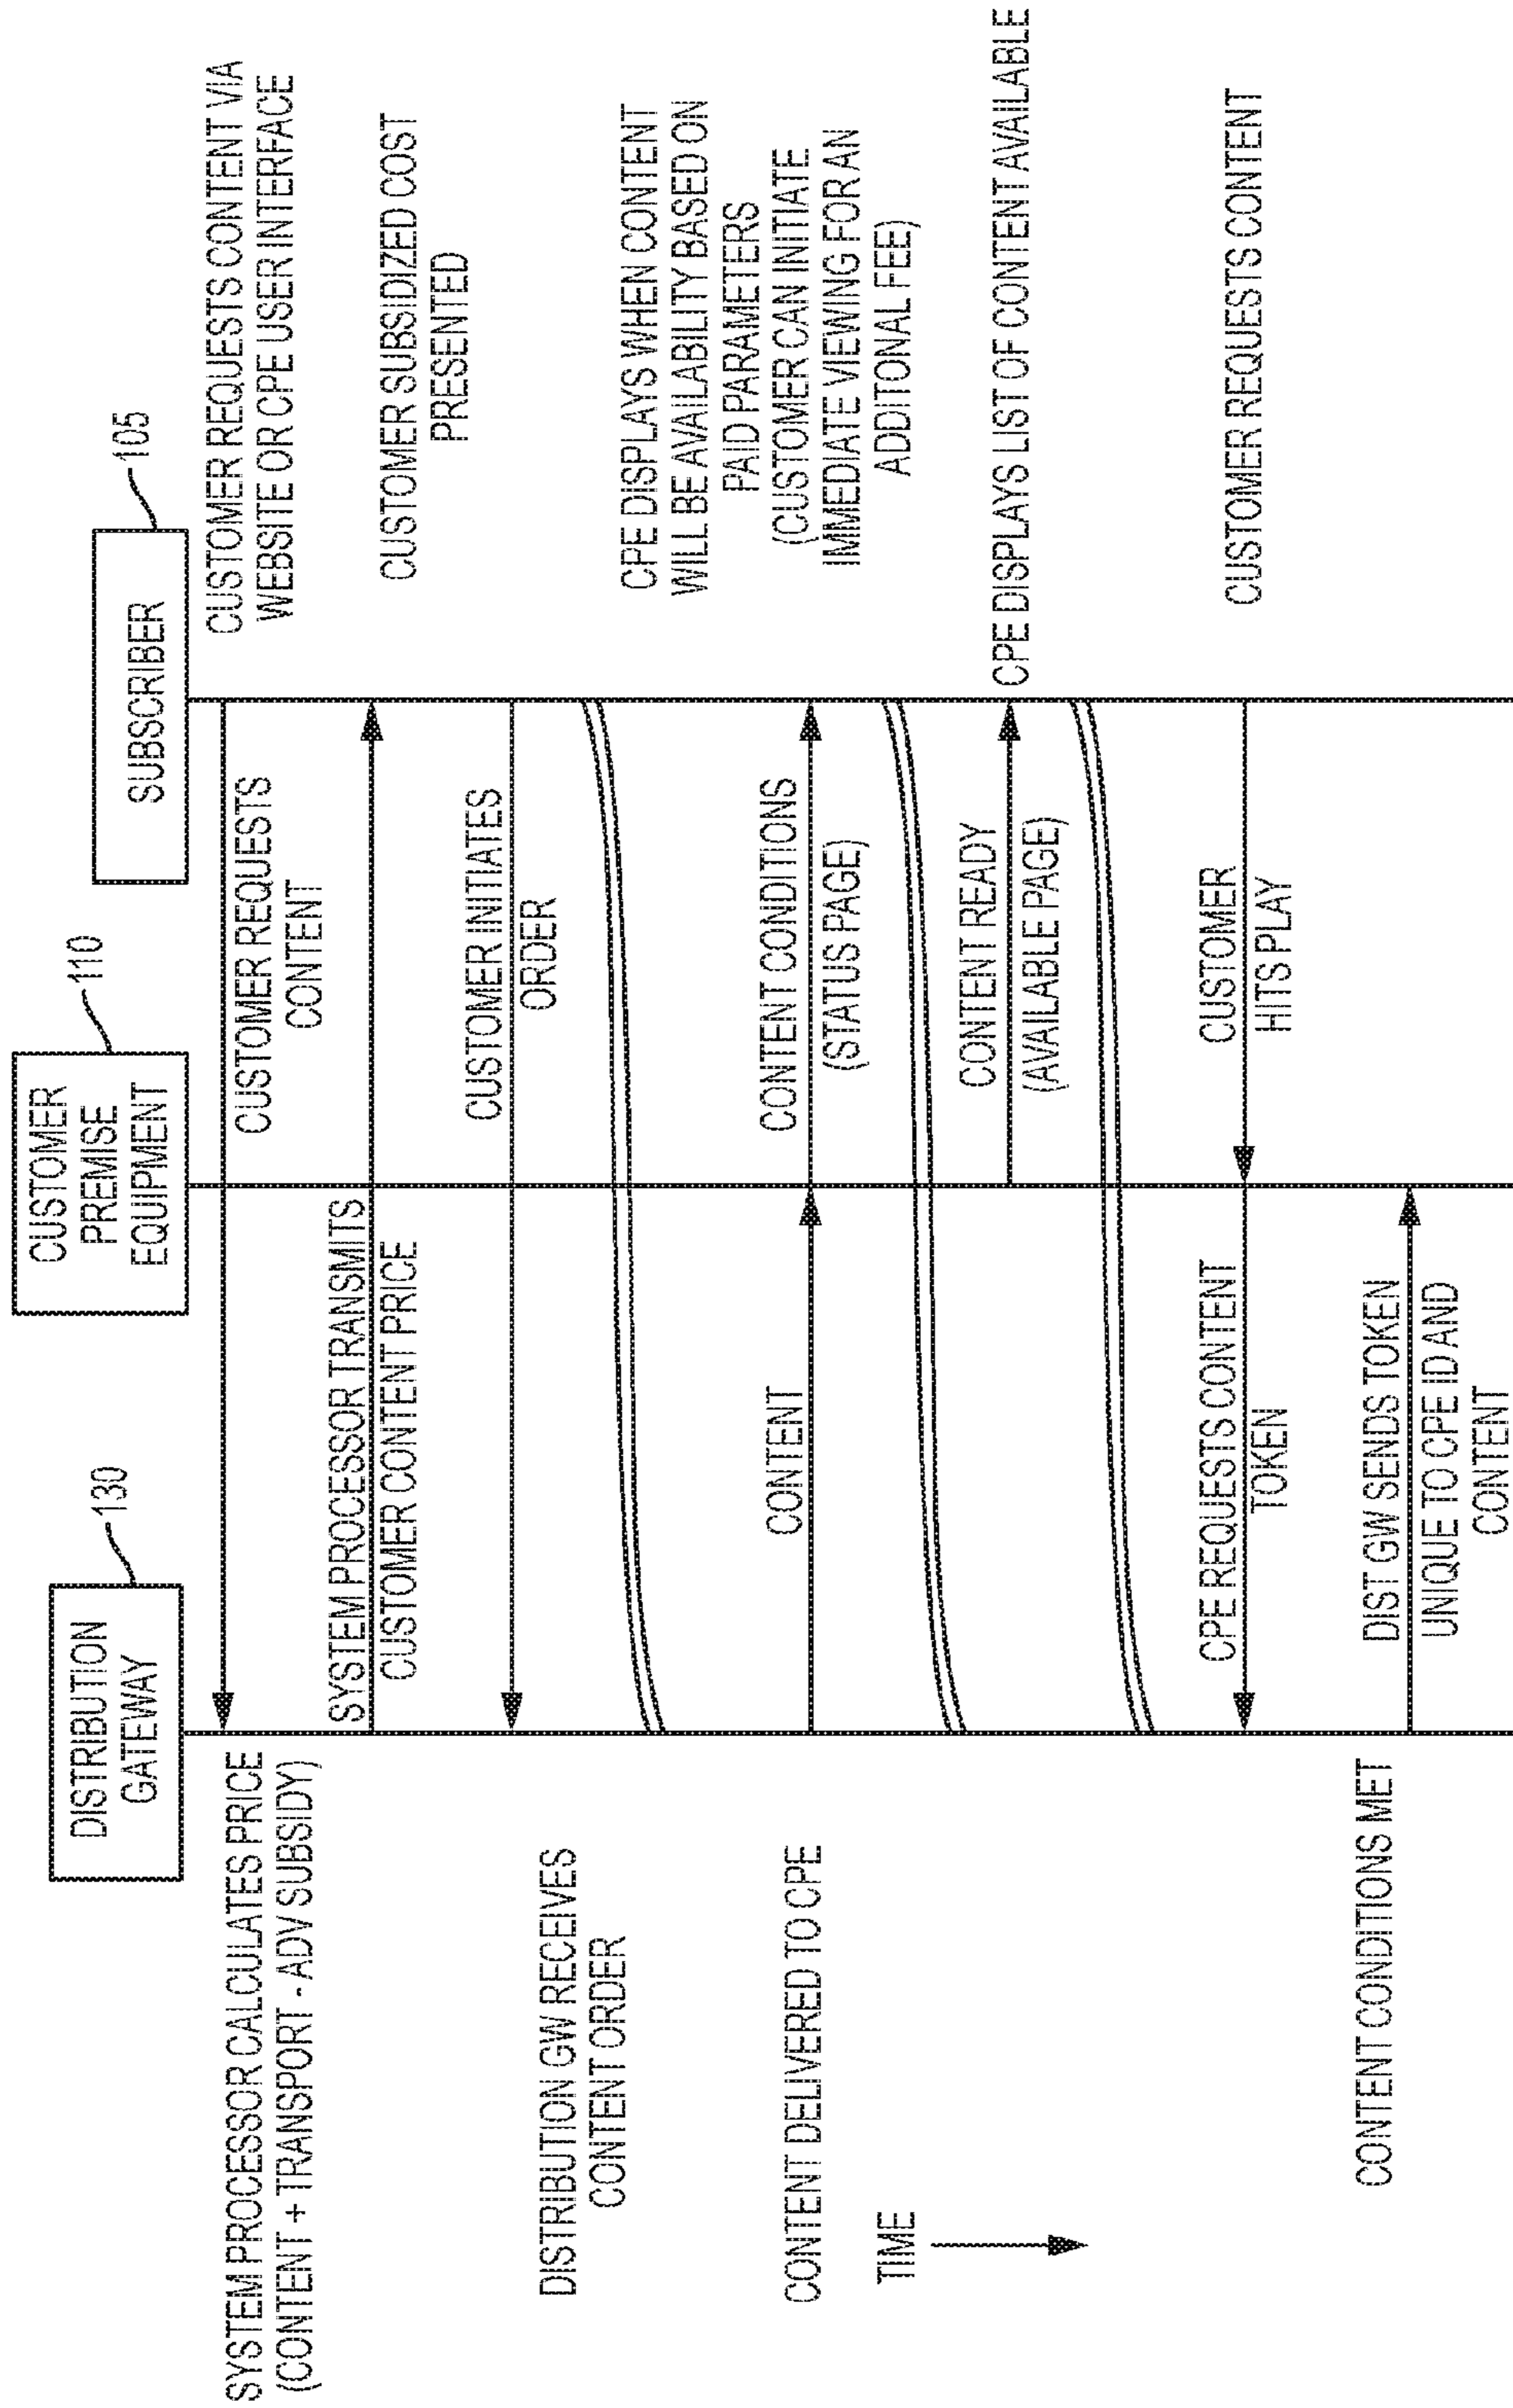 DISTRIBUTION
GATEWAY
130
CUSTOMER
PREMISE
EQUIPMENT
110
SUBSCRIBER
105
SYSTEM PROCESSOR CALCULATES PRICE
(CONTENT + TRANSPORT - ADV SUBSIDY)
CUSTOMER REQUESTS
CONTENT
CUSTOMER REQUESTS CONTENT VIA
WEBSITE OR CPE USER INTERFACE
SYSTEM PROCESSOR TRANSMITS
CUSTOMER CONTENT PRICE
CUSTOMER SUBSIDIZED COST
PRESENTED
CUSTOMER INITIATES
ORDER
DISTRIBUTION GW RECEIVES
CONTENT ORDER
CPE DISPLAYS WHEN CONTENT
WILL BE AVAILABILITY BASED ON
PAID PARAMETERS
(CUSTOMER CAN INITIATE
IMMEDIATE VIEWING FOR AN
ADDITONAL FEE)
CONTENT DELIVERED TO CPE
CONTENT
CONTENT CONDITIONS
(STATUS PAGE)
TIME
CONTENT READY
(AVAILABLE PAGE)
CPE DISPLAYS LIST OF CONTENT AVAILABLE
CPE REQUESTS CONTENT
TOKEN
CUSTOMER
HITS PLAY
CUSTOMER REQUESTS CONTENT
CONTENT CONDITIONS MET
DIST GW SENDS TOKEN
UNIQUE TO CPE ID AND
CONTENT